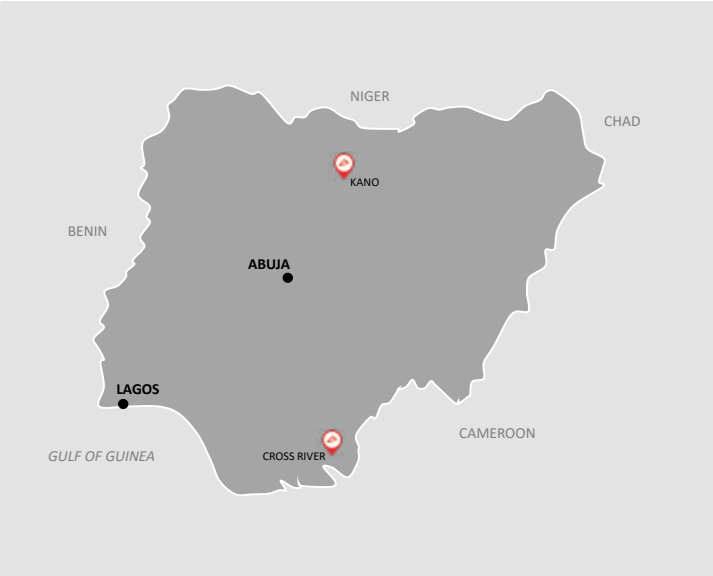 NIGER
CHAD
KANO
BENIN
ABUJA
LAGOS
CAMEROON
GULF OF GUINEA
CROSS RIVER